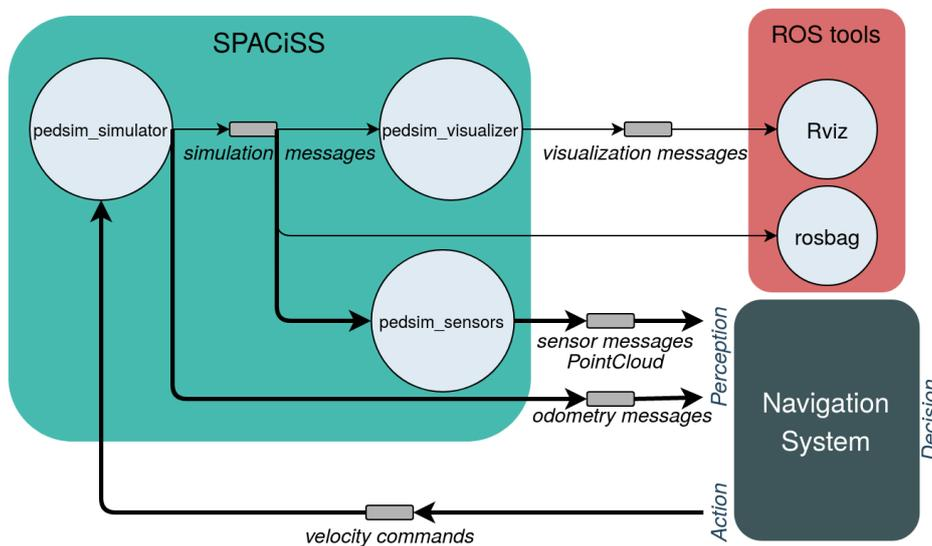 SPACiSS
ROS tools
pedsim_simulator
pedsim_visualizer
Rviz
simulation messages
visualization messages
rosbag
pedsim_sensors
sensor messages
PointCloud
Perception
odometry messages
Navigation
System
Decision
Action
velocity commands